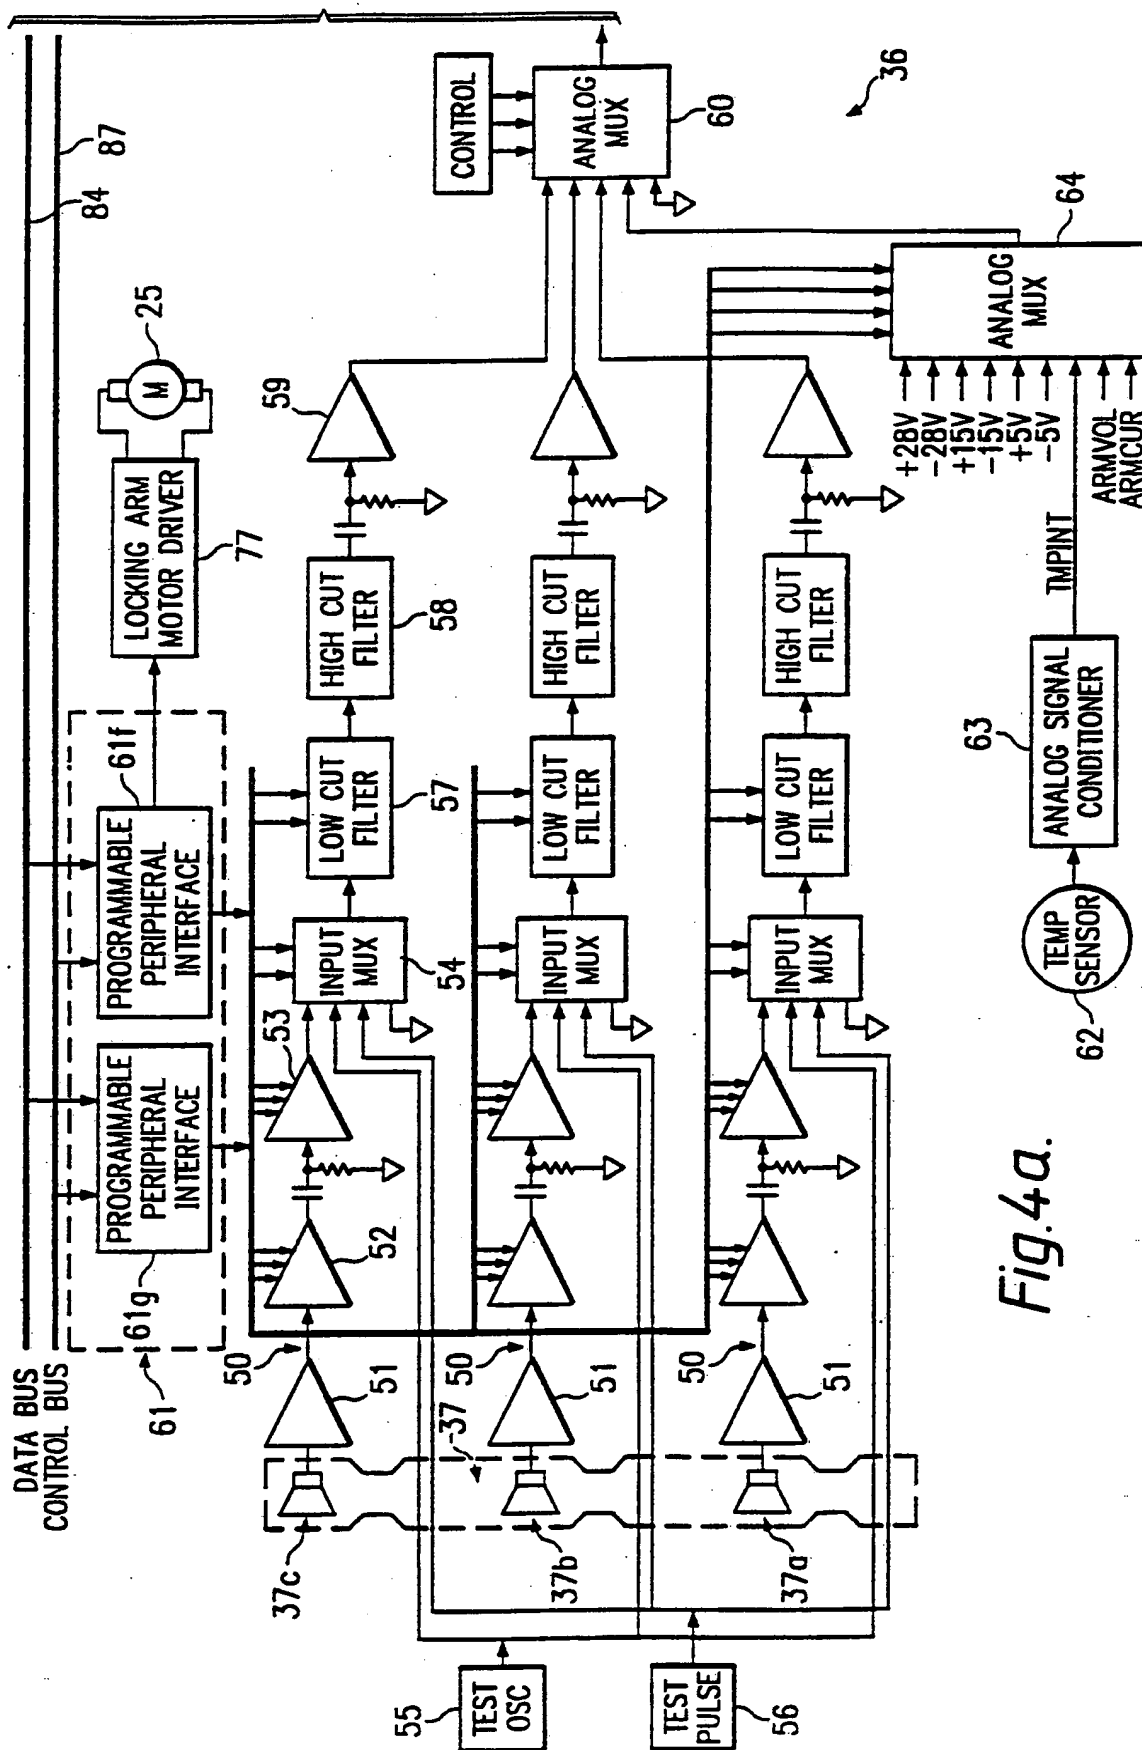 DATA BUS
CONTROL BUS
84
87
61
61g
PROGRAMMABLE
PERIPHERAL
INTERFACE
61f
PROGRAMMABLE
PERIPHERAL
INTERFACE
LOCKING ARM
MOTOR DRIVER
77
M
25
37c
50
51
52
53
INPUT
MUX
54
LOW CUT
FILTER
57
HIGH CUT
FILTER
58
59
CONTROL
ANALOG
MUX
60
36
37
37b
50
51
INPUT
MUX
LOW CUT
FILTER
HIGH CUT
FILTER
37a
50
51
INPUT
MUX
LOW CUT
FILTER
HIGH CUT
FILTER
55
TEST
OSC
TEST
PULSE
56
62
TEMP
SENSOR
63
ANALOG SIGNAL
CONDITIONER
TMPINT
+28V
-28V
+15V
-15V
+5V
-5V
ARMVOL
ARMCUR
ANALOG
MUX
64
Fig.4a.